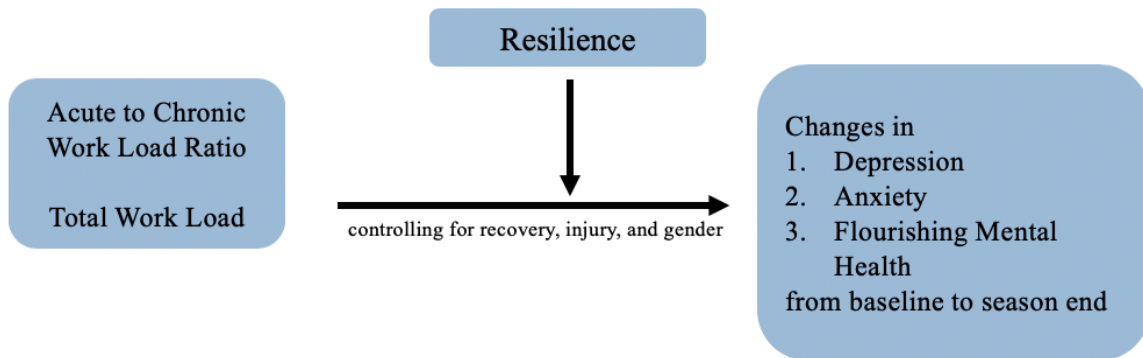 Resilience
Acute to Chronic
Work Load Ratio
Total Work Load
controlling for recovery, injury, and gender
Changes in
1. Depression
2. Anxiety
3. Flourishing Mental
Health
from baseline to season end